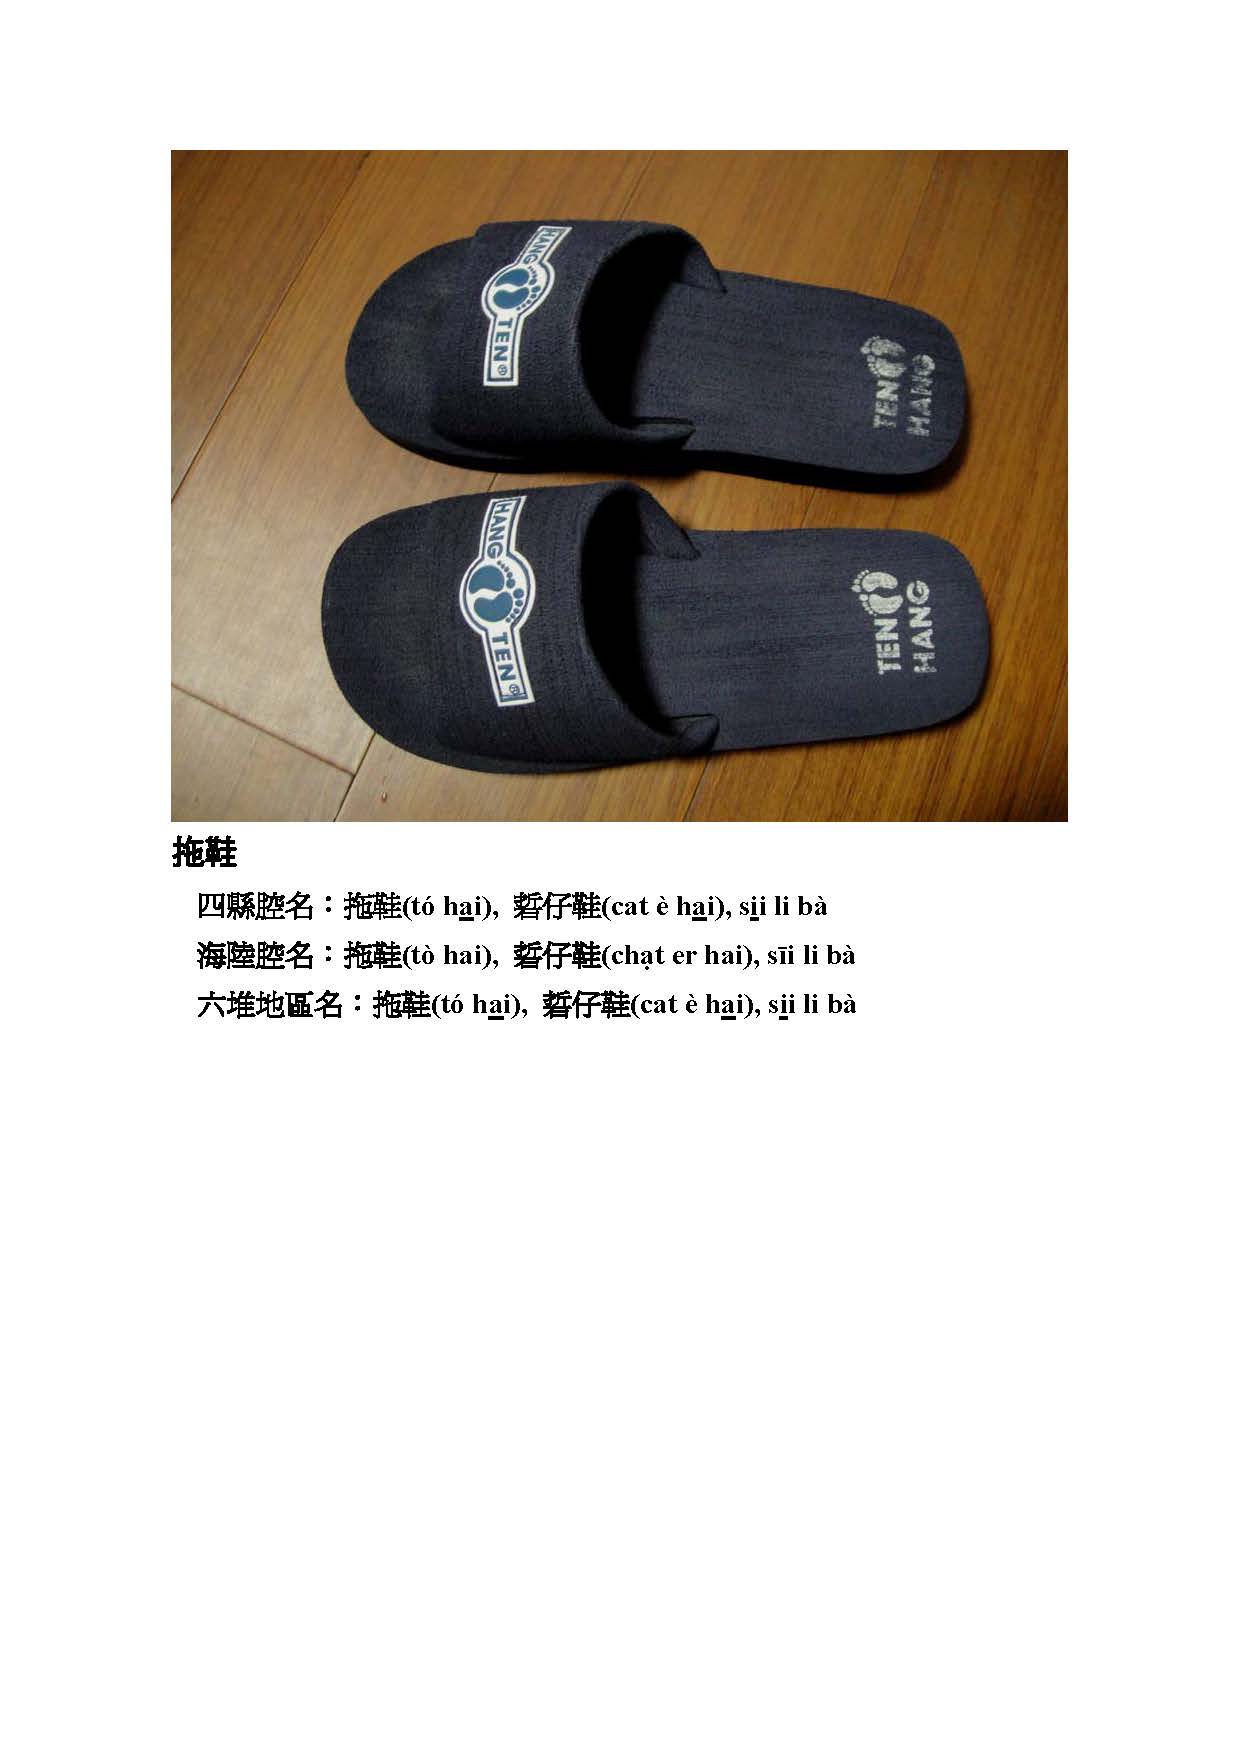 HANG TEN®
TEN
HANG
HANG TEN®
TEN
HANG
拖鞋
四縣腔名：拖鞋(tó ha̲i), 踅仔鞋(cat è ha̲i), si̲i li bà
海陸腔名：拖鞋(tò hai), 踅仔鞋(chạt er hai), sīi li bà
六堆地區名：拖鞋(tó ha̲i), 踅仔鞋(cat è ha̲i), si̲i li bà